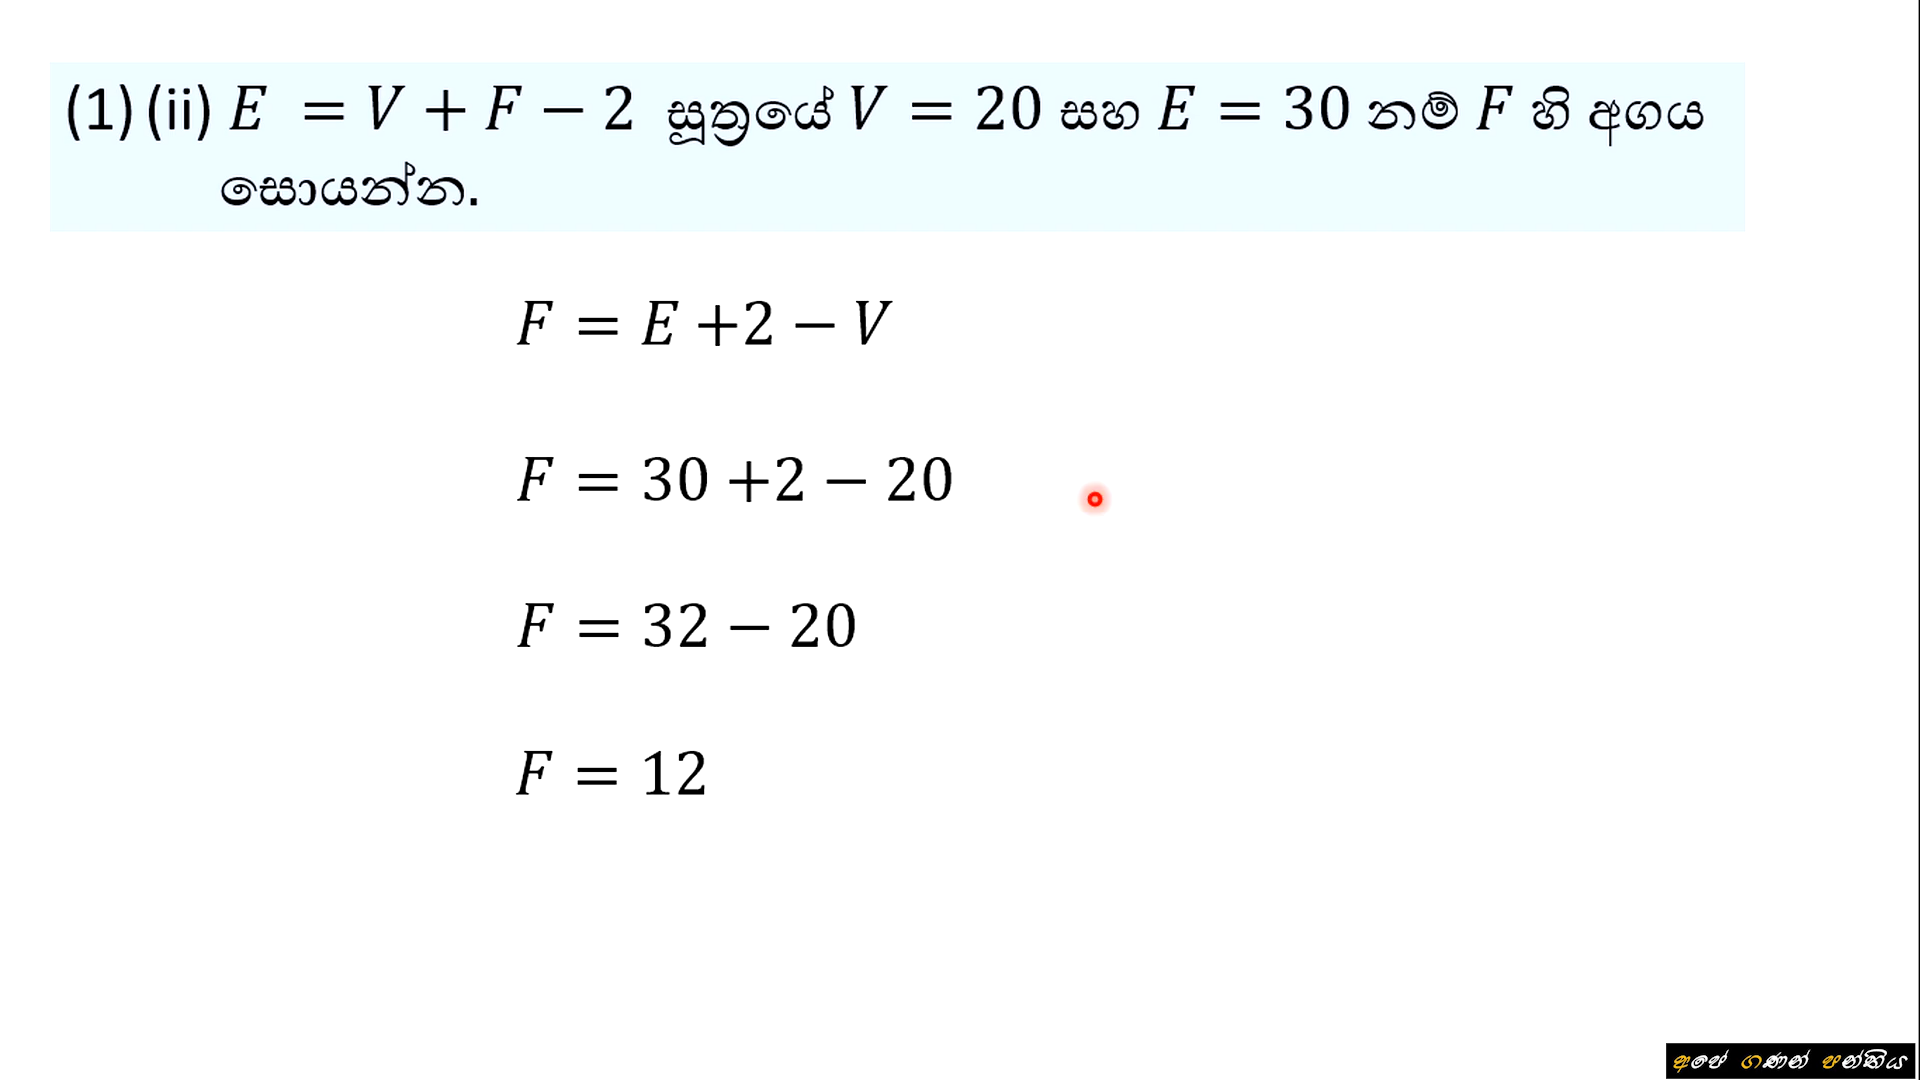 (1) (ii) E = V + F − 2 සූත්‍රයේ V = 20 සහ E = 30 නම් F හි අගය
සොයන්න.
F = E +2 − V
F = 30 +2 − 20
F = 32 − 20
F = 12
අපේ ගණන් පන්තිය